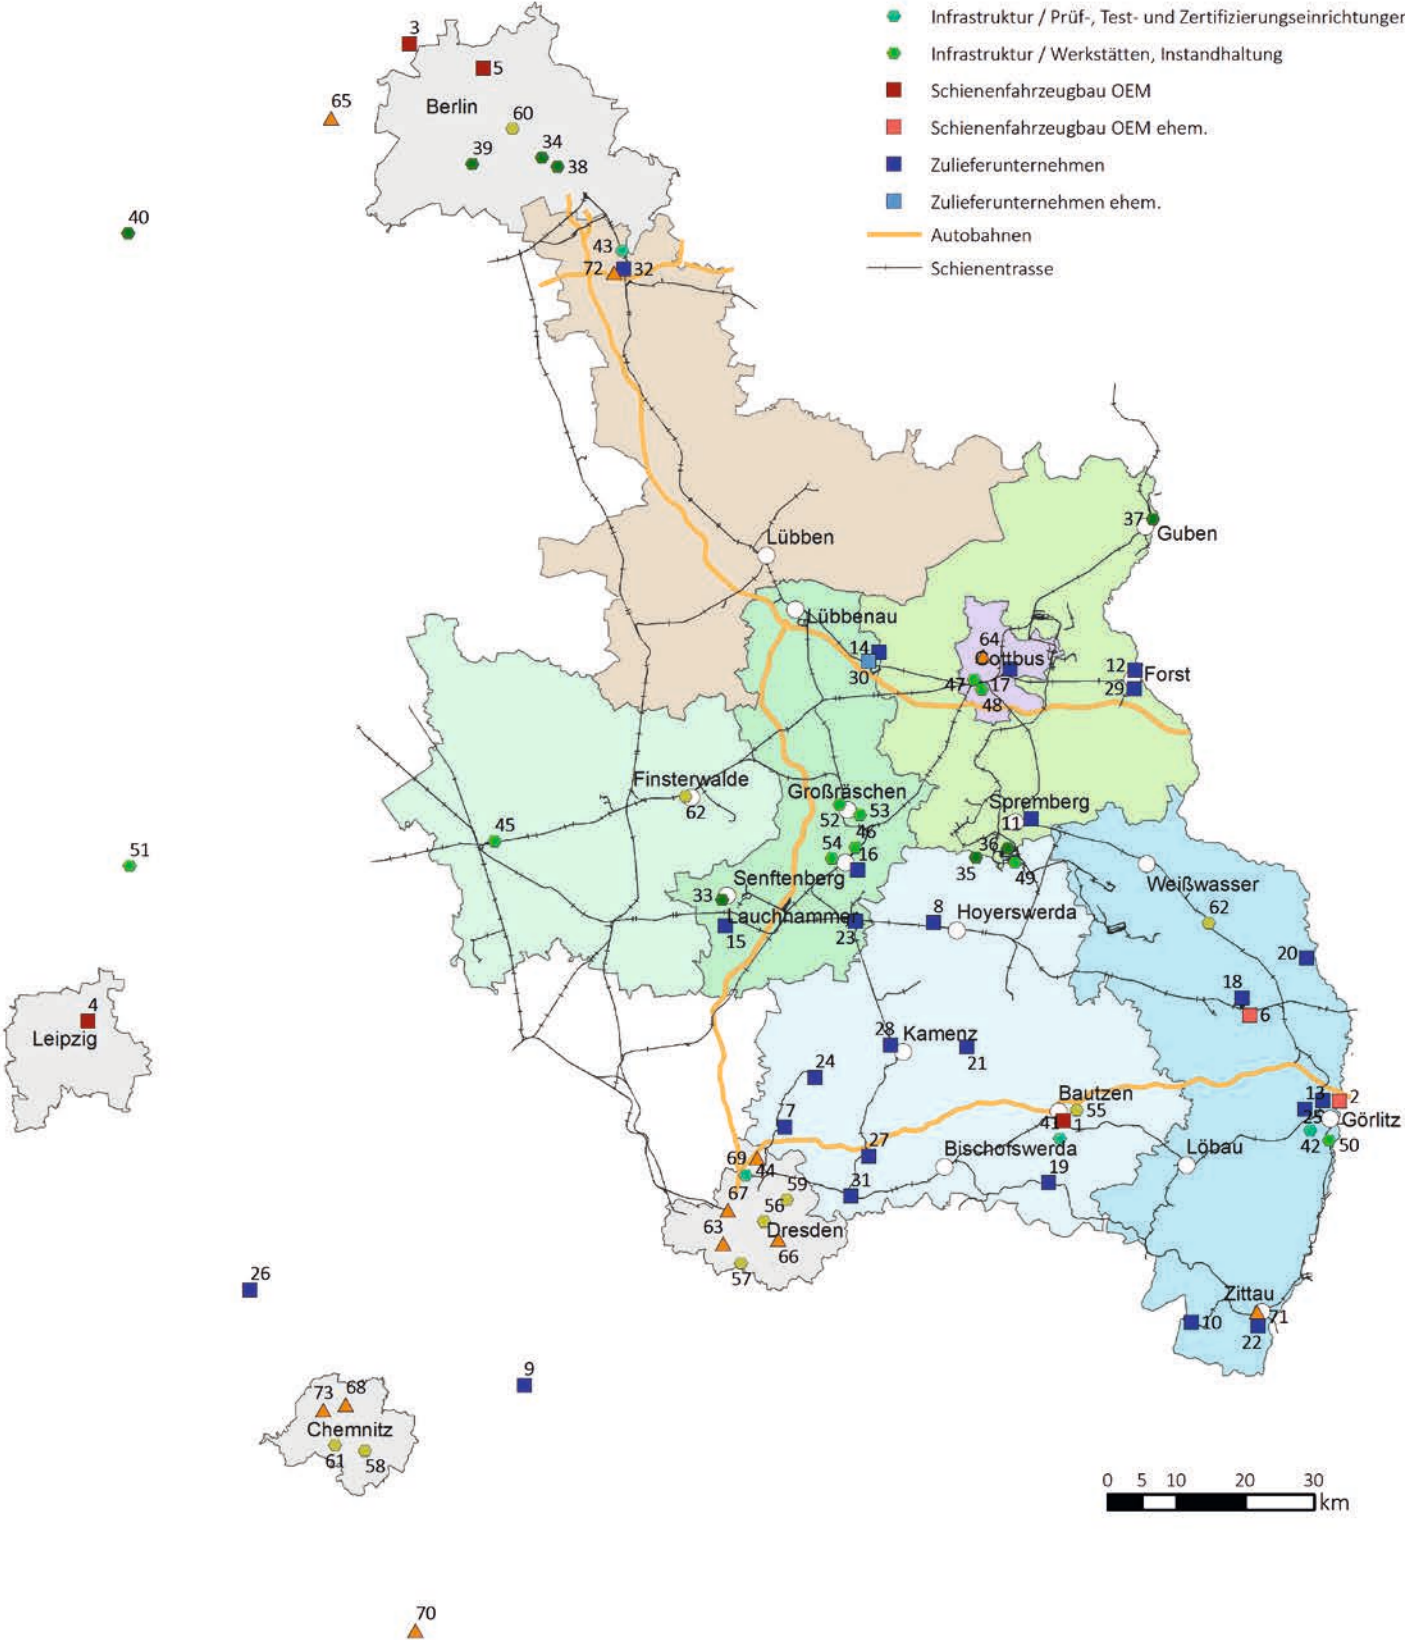 Infrastruktur / Prüf-, Test- und Zertifizierungseinrichtungen
Infrastruktur / Werkstätten, Instandhaltung
Schienenfahrzeugbau OEM
Schienenfahrzeugbau OEM ehem.
Zulieferunternehmen
Zulieferunternehmen ehem.
Autobahnen
Schienentrasse
3
5
Berlin
65
60
39
34
38
40
43
72
32
Lübben
37
Guben
Lübbenau
14
30
64
Cottbus
47
17
48
12
Forst
29
Finsterwalde
62
Großräschen
52
53
46
54
16
Spremberg
11
36
35
49
45
51
Senftenberg
33
Lauchhammer
15
23
8
Hoyerswerda
Weißwasser
62
20
18
6
4
Leipzig
28
Kamenz
21
24
7
27
Bautzen
55
41
1
13
2
25
Görlitz
42
50
Bischofswerda
19
Löbau
31
69
44
67
59
56
63
Dresden
66
57
26
9
Zittau
10
71
22
73
68
Chemnitz
61
58
0 5 10 20 30
km
70